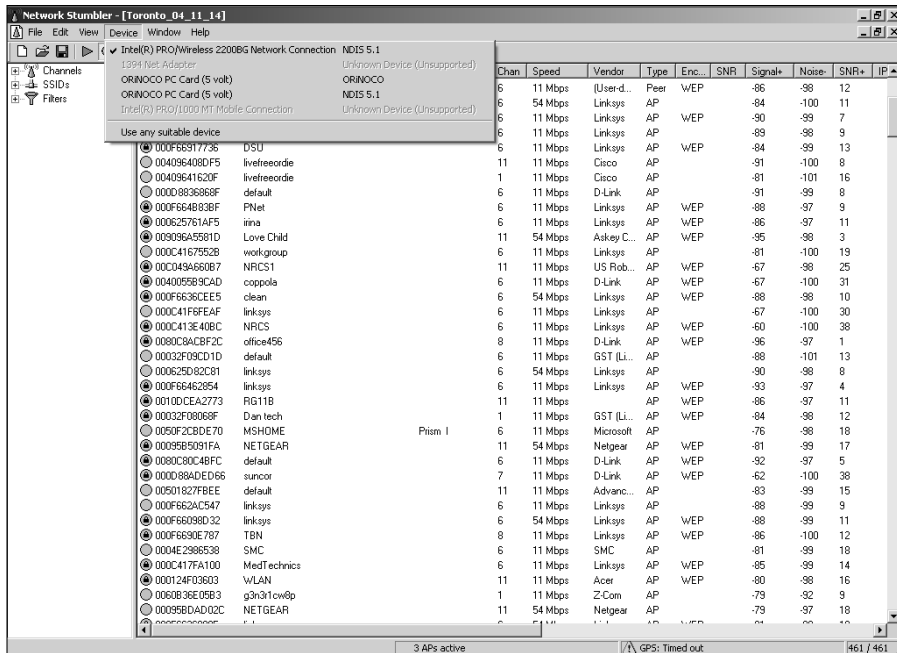 Network Stumbler - [Toronto_04_11_14]
File Edit View Device Window Help
Intel(R) PRO/Wireless 2200BG Network Connection NDIS 5.1
1394 Net Adapter Unknown Device (Unsupported)
ORiNOCO PC Card (5 volt) ORiNOCO
ORiNOCO PC Card (5 volt) NDIS 5.1
Intel(R) PRO/1000 MT Mobile Connection Unknown Device (Unsupported)
Use any suitable device
Channels
SSIDs
Filters
Chan Speed Vendor Type Enc... SNR Signal+ Noise- SNR+ IP
6 11 Mbps (User-d... Peer WEP -86 -98 12
6 54 Mbps Linksys AP -84 -100 11
6 11 Mbps Linksys AP WEP -90 -99 7
6 11 Mbps Linksys AP -89 -98 9
000F66917736 DSU 6 11 Mbps Linksys AP WEP -84 -99 13
004096408DF5 livefreeordie 11 11 Mbps Cisco AP -91 -100 8
00409641620F livefreeordie 1 11 Mbps Cisco AP -81 -101 16
000D8836868F default 6 11 Mbps D-Link AP -91 -99 8
000F664B83BF PNet 6 11 Mbps Linksys AP WEP -88 -97 9
000625761AF5 irina 6 11 Mbps Linksys AP WEP -86 -97 11
009096A5581D Love Child 11 54 Mbps Askey C... AP WEP -95 -98 3
000C4167552B workgroup 6 11 Mbps Linksys AP -81 -100 19
00C049A660B7 NRCS1 11 11 Mbps US Rob... AP WEP -67 -98 25
0040055B9CAD coppola 6 11 Mbps D-Link AP WEP -67 -100 31
000F6636CEE5 clean 6 54 Mbps Linksys AP WEP -88 -98 10
000C41F6FEAF linksys 6 11 Mbps Linksys AP -67 -100 30
000C413E40BC NRCS 6 11 Mbps Linksys AP WEP -60 -100 38
0080C8ACBF2C office456 8 11 Mbps D-Link AP WEP -96 -97 1
00032F09CD1D default 6 11 Mbps GST (Li... AP -88 -101 13
000625D82C81 linksys 6 54 Mbps Linksys AP -90 -98 8
000F66462854 linksys 6 11 Mbps Linksys AP WEP -93 -97 4
0010DCEA2773 RG11B 11 11 Mbps AP WEP -86 -97 11
00032F08068F Dan tech 1 11 Mbps GST (Li... AP WEP -84 -98 12
0050F2CBDE70 MSHOME Prism I 6 11 Mbps Microsoft AP -76 -98 18
00095B5091FA NETGEAR 11 54 Mbps Netgear AP WEP -81 -99 17
0080C80C4BFC default 6 11 Mbps D-Link AP WEP -92 -97 5
000D88ADED66 suncor 7 11 Mbps D-Link AP WEP -62 -100 38
00501827FBEE default 11 11 Mbps Advanc... AP -83 -99 15
000F662AC547 linksys 6 11 Mbps Linksys AP -88 -99 9
000F66098D32 linksys 6 54 Mbps Linksys AP WEP -88 -99 11
000F6690E787 TBN 8 11 Mbps Linksys AP WEP -86 -100 12
0004E2986538 SMC 6 11 Mbps SMC AP -81 -99 18
000C417FA100 MedTechnics 6 11 Mbps Linksys AP WEP -85 -99 14
000124F03603 WLAN 11 11 Mbps Acer AP WEP -80 -98 16
0060B36E05B3 g3n3r1cw8p 1 11 Mbps Z-Com AP -79 -92 9
00095BDAD02C NETGEAR 11 54 Mbps Netgear AP -79 -97 18
3 APs active GPS: Timed out 461 / 461